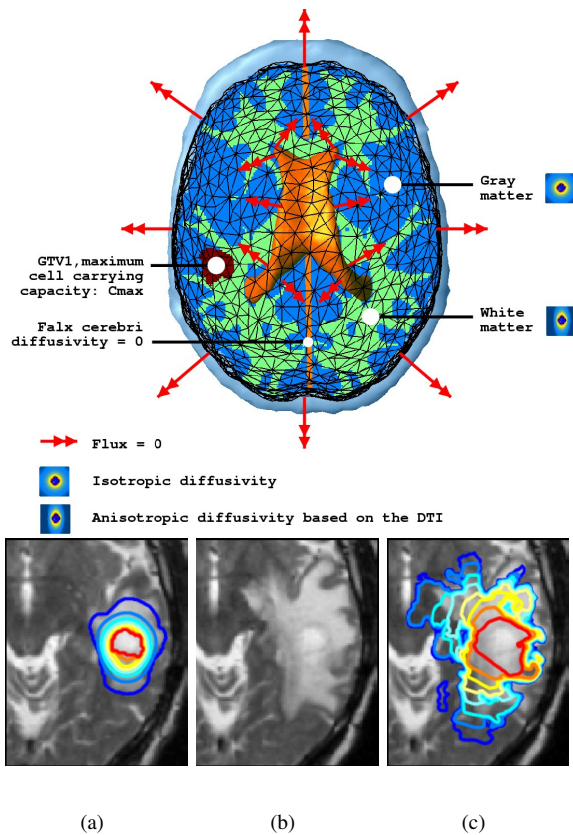 Gray
matter
GTV1,maximum
cell carrying
capacity: Cmax
White
matter
Falx cerebri
diffusivity = 0
Flux = 0
Isotropic diffusivity
Anisotropic diffusivity based on the DTI
(a)
(b)
(c)